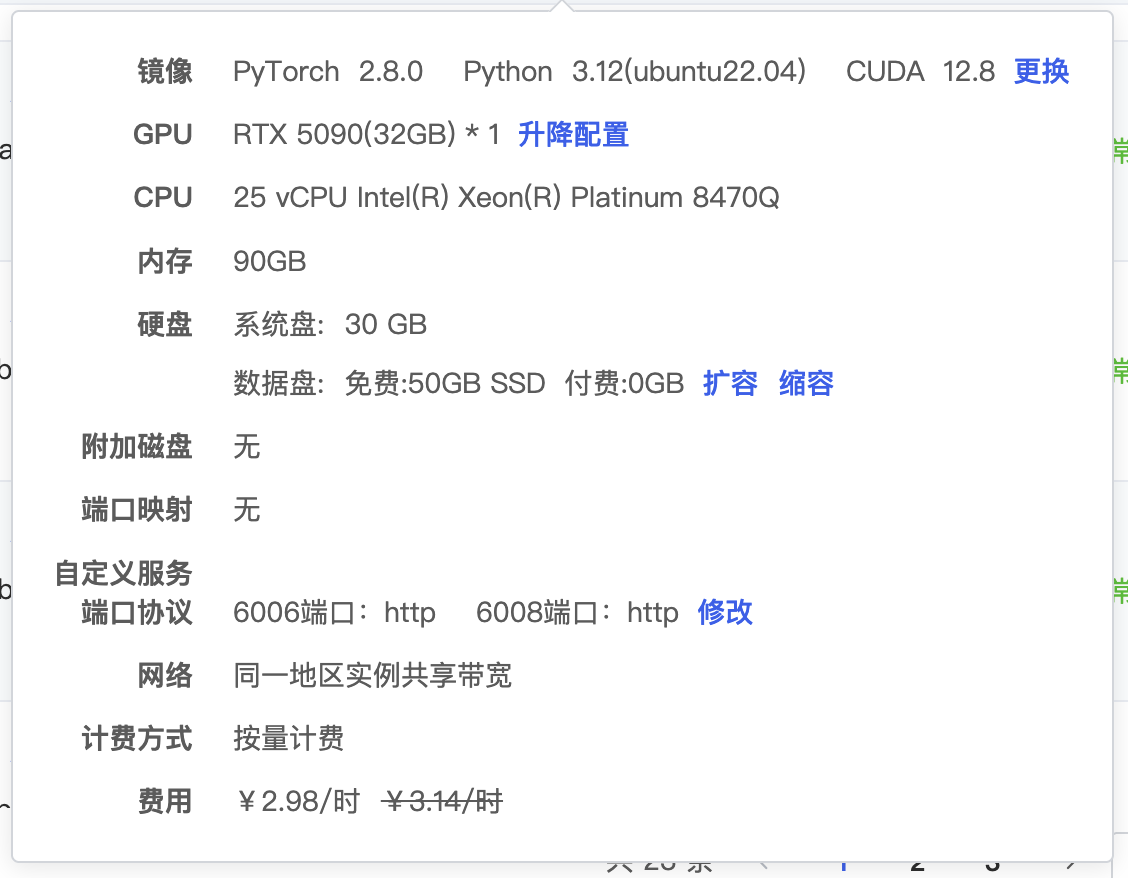 镜像 PyTorch 2.8.0 Python 3.12(ubuntu22.04) CUDA 12.8 更换
GPU RTX 5090(32GB) * 1 升降配置
CPU 25 vCPU Intel(R) Xeon(R) Platinum 8470Q
内存 90GB
硬盘 系统盘: 30 GB
数据盘: 免费:50GB SSD 付费:0GB 扩容 缩容
附加磁盘 无
端口映射 无
自定义服务
端口协议 6006端口: http 6008端口: http 修改
网络 同一地区实例共享带宽
计费方式 按量计费
费用 ¥2.98/时 ¥3.14/时